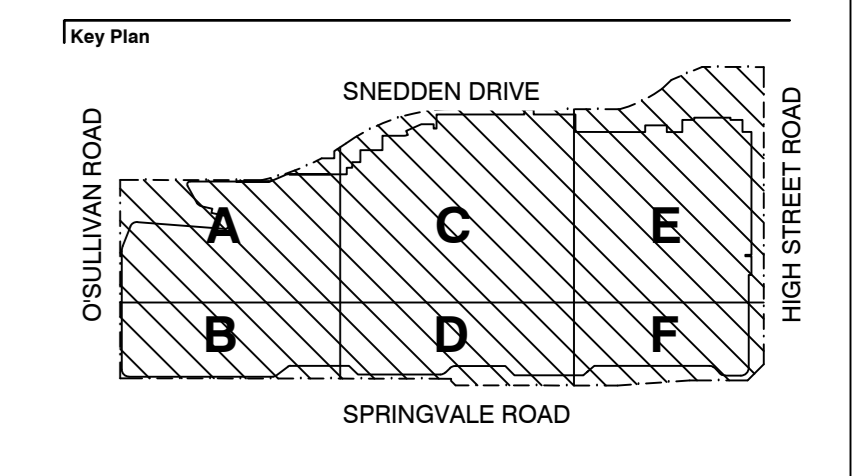 Key Plan
SNEDDEN DRIVE
O'SULLIVAN ROAD
HIGH STREET ROAD
A
C
E
B
D
F
SPRINGVALE ROAD